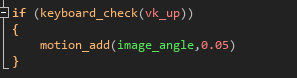 if (keyboard_check(vk_up))
{
motion_add(image_angle,0.05)
}